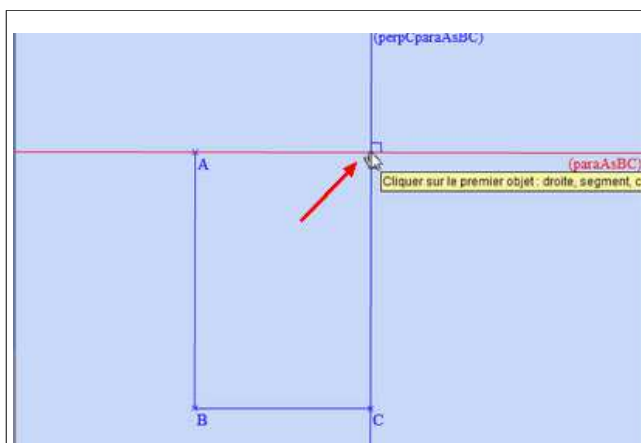 (perpCparaAsBC)
A
(paraAsBC)
Cliquer sur le premier objet : droite, segment, c
B
C